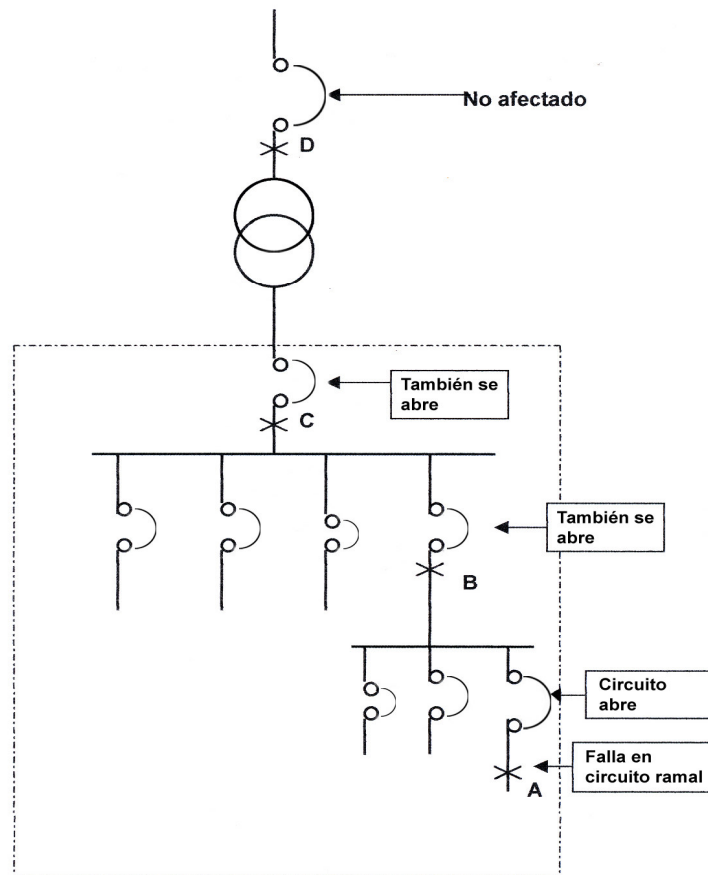 No afectado
D
También se
abre
C
También se
abre
B
Circuito
abre
Falla en
circuito ramal
A